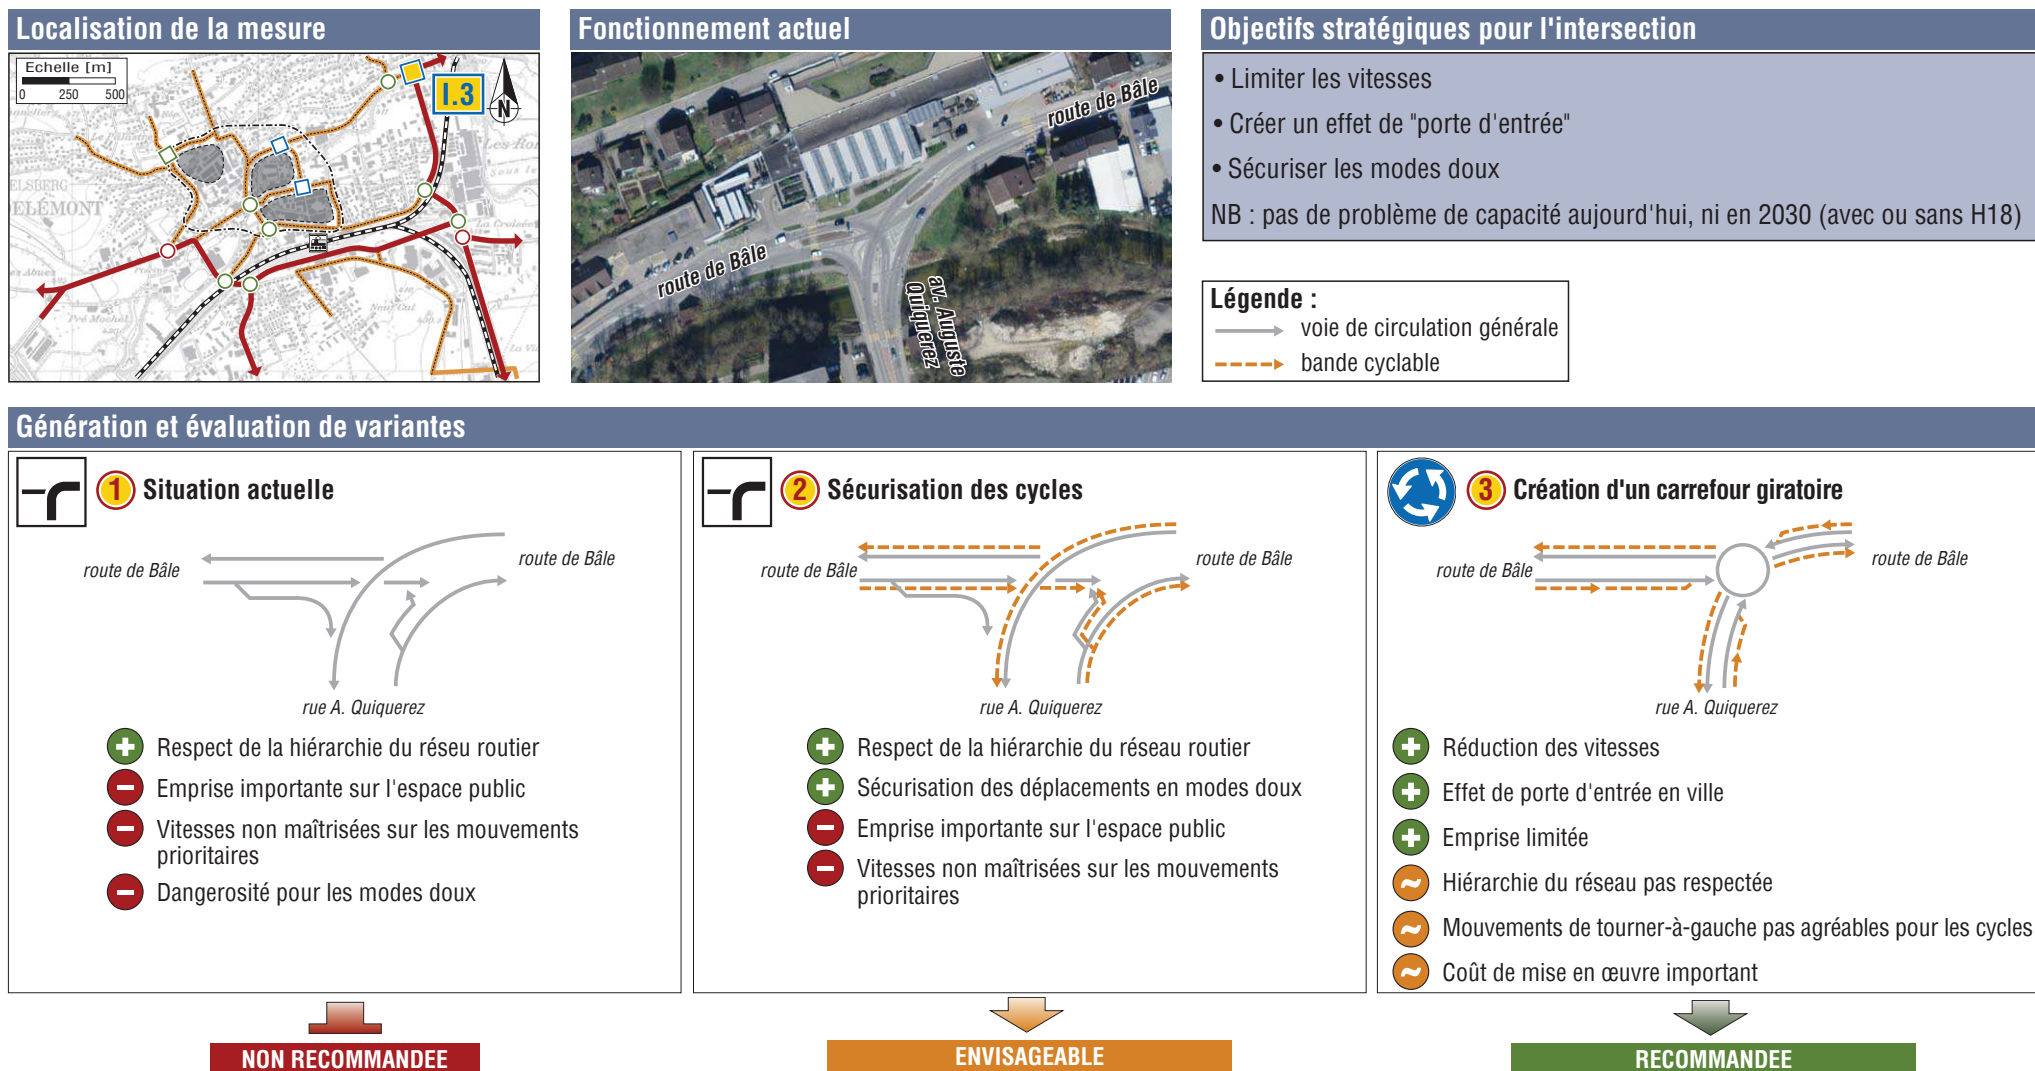 Localisation de la mesure
Echelle [m]
0 250 500
I.3
N
DELÉMONT
Fonctionnement actuel
route de Bâle
route de Bâle
av. Auguste
Quiquerez
Objectifs stratégiques pour l'intersection
• Limiter les vitesses
• Créer un effet de "porte d'entrée"
• Sécuriser les modes doux
NB : pas de problème de capacité aujourd'hui, ni en 2030 (avec ou sans H18)
Légende :
voie de circulation générale
bande cyclable
Génération et évaluation de variantes
1 Situation actuelle
route de Bâle
route de Bâle
rue A. Quiquerez
+ Respect de la hiérarchie du réseu routier
- Emprise importante sur l'espace public
- Vitesses non maîtrisées sur les mouvements
prioritaires
- Dangerosité pour les modes doux
NON RECOMMANDEE
2 Sécurisation des cycles
route de Bâle
route de Bâle
rue A. Quiquerez
+ Respect de la hiérarchie du réseau routier
+ Sécurisation des déplacements en modes doux
- Emprise importante sur l'espace public
- Vitesses non maîtrisées sur les mouvements
prioritaires
ENVISAGEABLE
3 Création d'un carrefour giratoire
route de Bâle
route de Bâle
rue A. Quiquerez
+ Réduction des vitesses
+ Effet de porte d'entrée en ville
+ Emprise limitée
~ Hiérarchie du réseau pas respectée
~ Mouvements de tourner-à-gauche pas agréables pour les cycles
~ Coût de mise en œuvre important
RECOMMANDEE